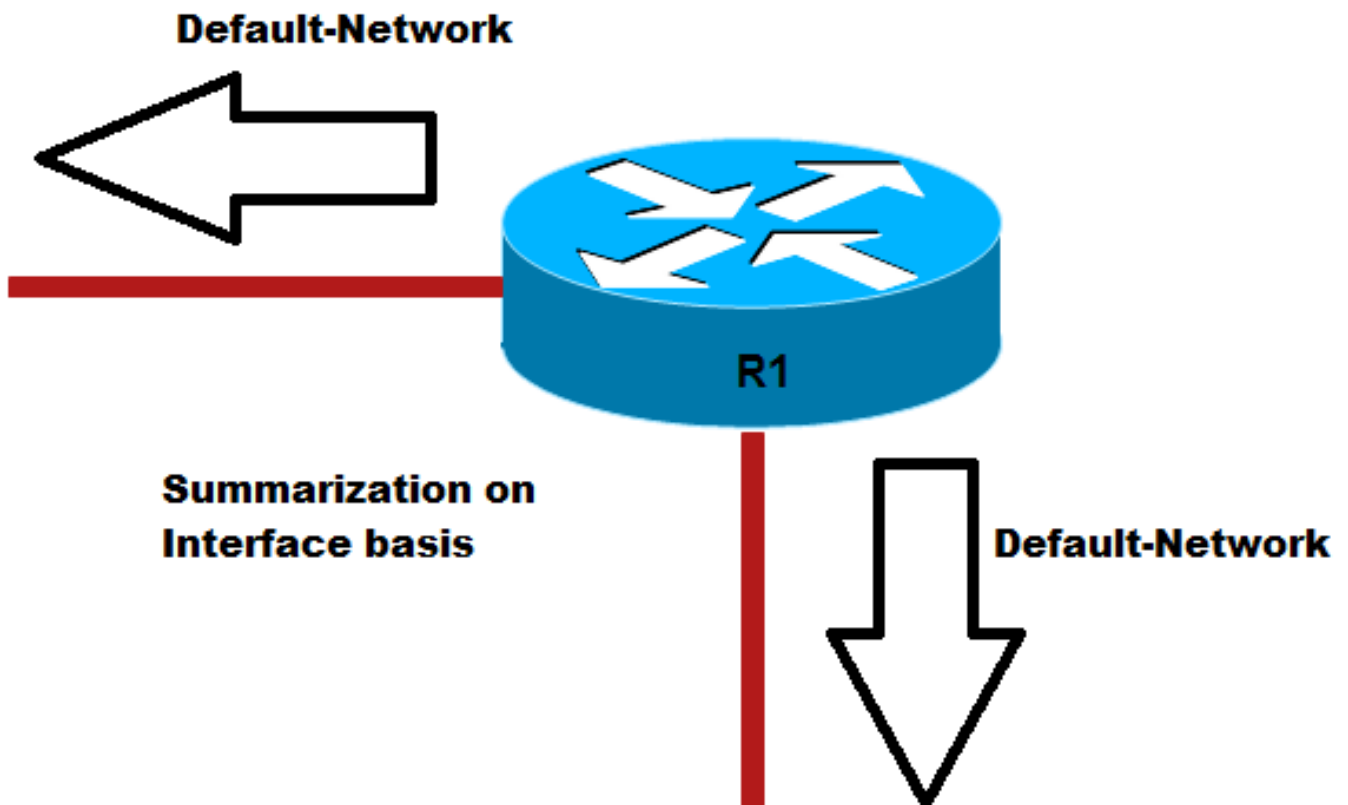 Default-Network
R1
Summarization on
Interface basis
Default-Network